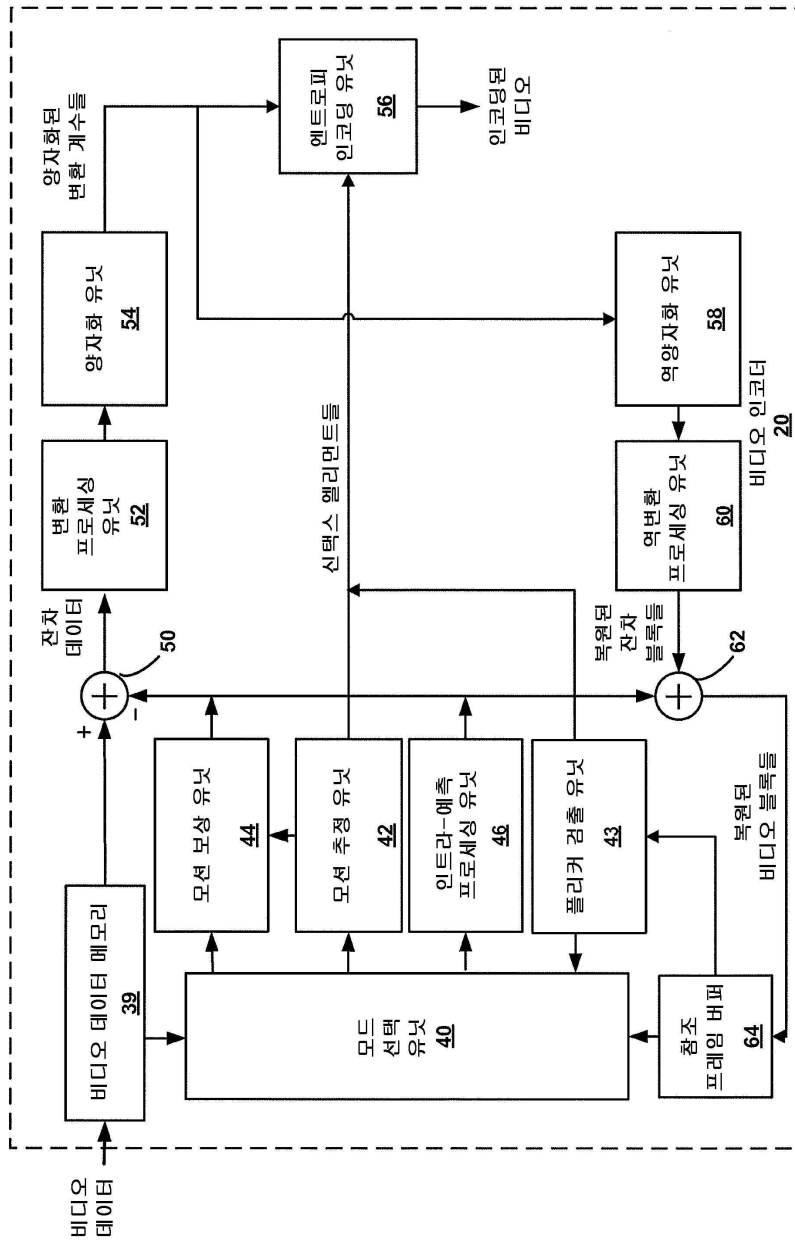 비디오
데이터
비디오 데이터 메모리
39
+
-
50
잔차
데이터
변환
프로세싱
유닛
52
양자화 유닛
54
양자화된
변환 계수들
모드
선택
유닛
40
모션 보상 유닛
44
모션 추정 유닛
42
인트라-예측
프로세싱 유닛
46
플리커 검출 유닛
43
신택스 엘리먼트들
엔트로피
인코딩 유닛
56
인코딩된
비디오
참조
프레임 버퍼
64
복원된
비디오 블록들
62
복원된
잔차
블록들
역변환
프로세싱 유닛
60
역양자화 유닛
58
비디오 인코더
20